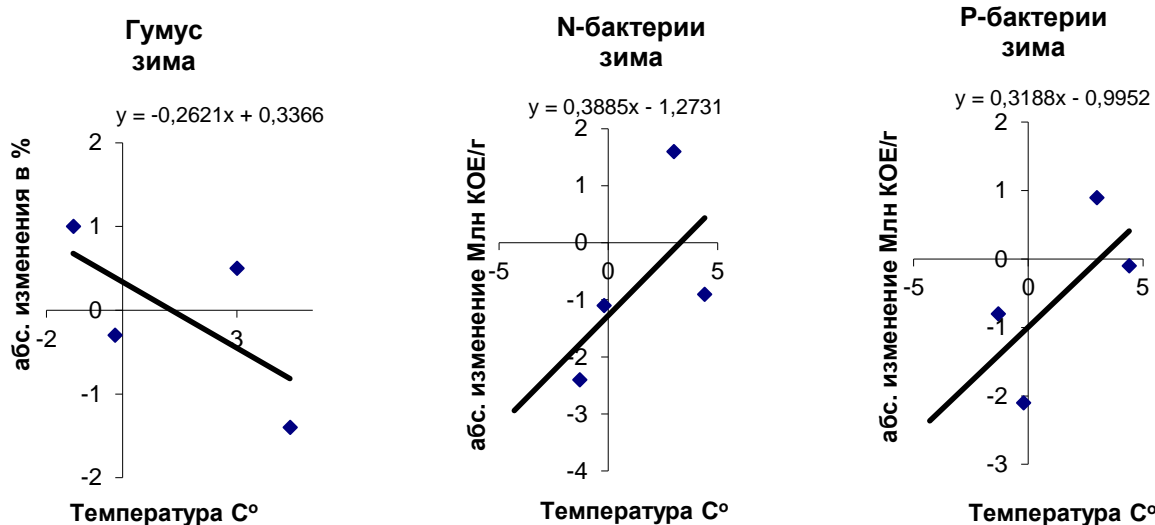 Гумус
зима
y = -0,2621x + 0,3366
абс. изменения в %
2
1
0
-1
-2
-2
3
Температура Cº
N-бактерии
зима
y = 0,3885x - 1,2731
абс. изменение Млн КОЕ/г
2
1
0
-1
-2
-3
-4
-5
0
5
Температура Cº
Р-бактерии
зима
y = 0,3188x - 0,9952
абс. изменение Млн КОЕ/г
2
1
0
-1
-2
-3
-5
0
5
Температура Cº